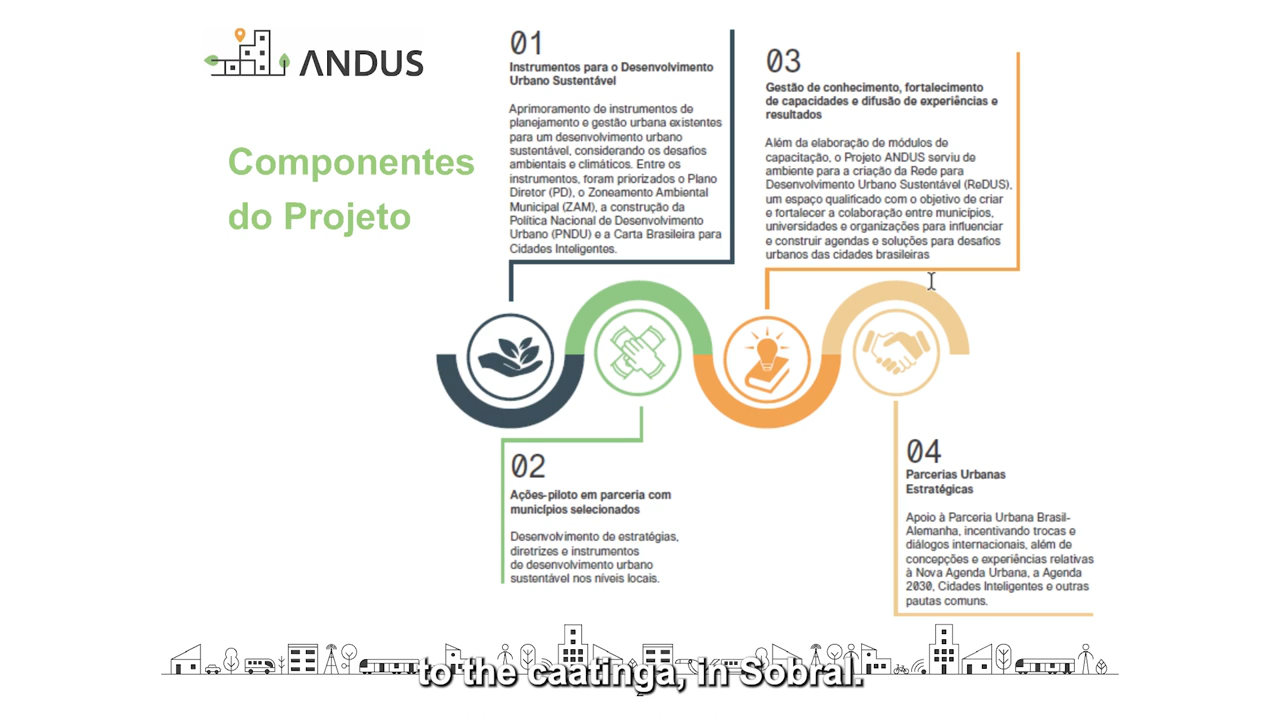 ANDUS
Componentes
do Projeto
01
Instrumentos para o Desenvolvimento
Urbano Sustentável
Aprimoramento de instrumentos de
planejamento e gestão urbana existentes
para um desenvolvimento urbano
sustentável, considerando os desafios
ambientais e climáticos. Entre os
instrumentos, foram priorizados o Plano
Diretor (PD), o Zoneamento Ambiental
Municipal (ZAM), a construção da
Política Nacional de Desenvolvimento
Urbano (PNDU) e a Carta Brasileira para
Cidades Inteligentes.
03
Gestão de conhecimento, fortalecimento
de capacidades e difusão de experiências e
resultados
Além da elaboração de módulos de
capacitação, o Projeto ANDUS serviu de
ambiente para a criação da Rede para
Desenvolvimento Urbano Sustentável (ReDUS),
um espaço qualificado com o objetivo de criar
e fortalecer a colaboração entre municípios,
universidades e organizações para influenciar
e construir agendas e soluções para desafios
urbanos das cidades brasileiras
02
Ações-piloto em parceria com
municípios selecionados
Desenvolvimento de estratégias,
diretrizes e instrumentos
de desenvolvimento urbano
sustentável nos níveis locais.
04
Parcerias Urbanas
Estratégicas
Apoio à Parceria Urbana Brasil-
Alemanha, incentivando trocas e
diálogos internacionais, além de
concepções e experiências relativas
à Nova Agenda Urbana, a Agenda
2030, Cidades Inteligentes e outras
pautas comuns.
to the caatinga, in Sobral.